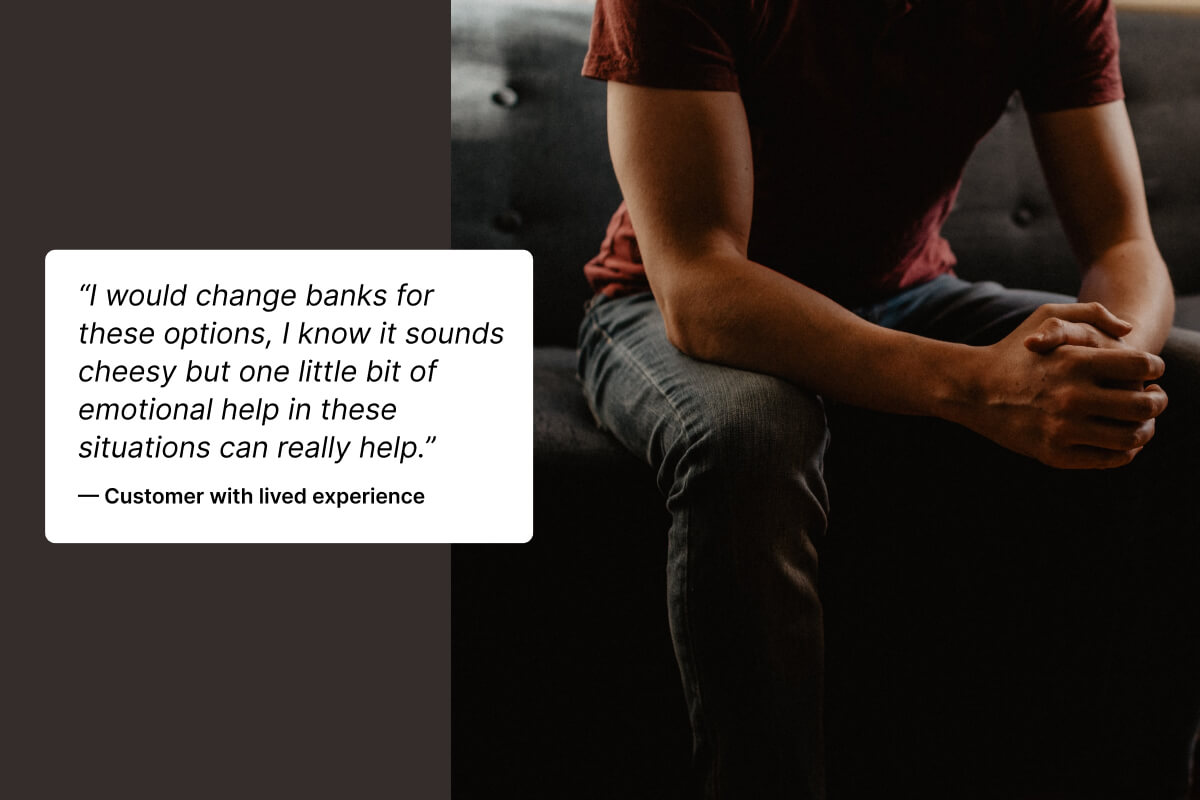 “I would change banks for
these options, I know it sounds
cheesy but one little bit of
emotional help in these
situations can really help.”
— Customer with lived experience